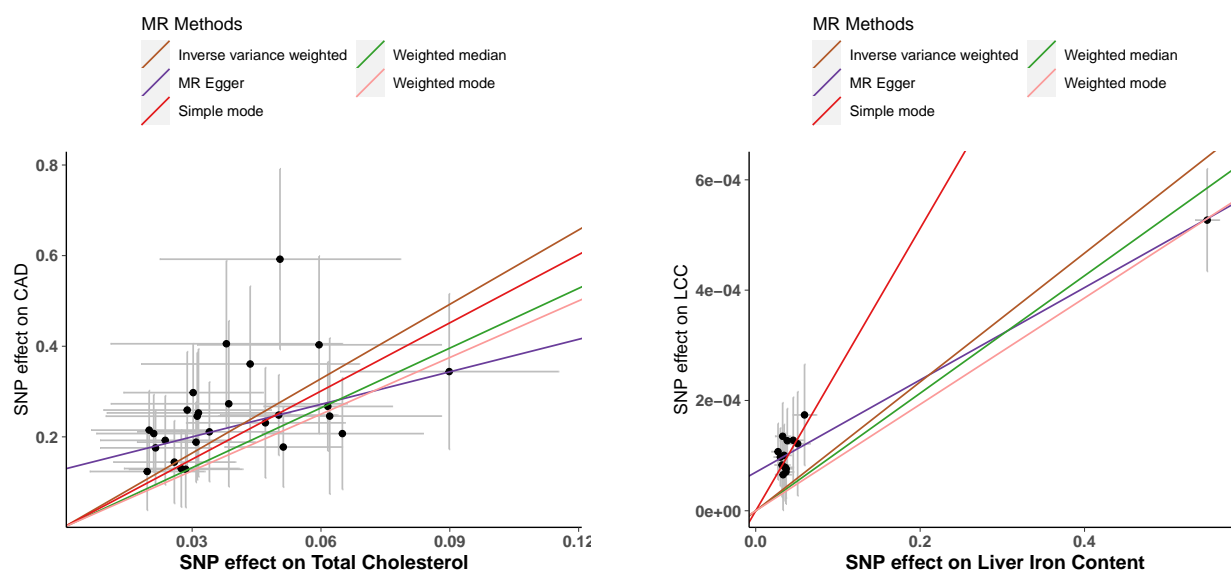 MR Methods
Inverse variance weighted
Weighted median
MR Egger
Weighted mode
Simple mode
0.8
0.6
0.4
0.2
0.03
0.06
0.09
0.12
SNP effect on CAD
SNP effect on Total Cholesterol
MR Methods
Inverse variance weighted
Weighted median
MR Egger
Weighted mode
Simple mode
6e−04
4e−04
2e−04
0e+00
0.0
0.2
0.4
SNP effect on LCC
SNP effect on Liver Iron Content